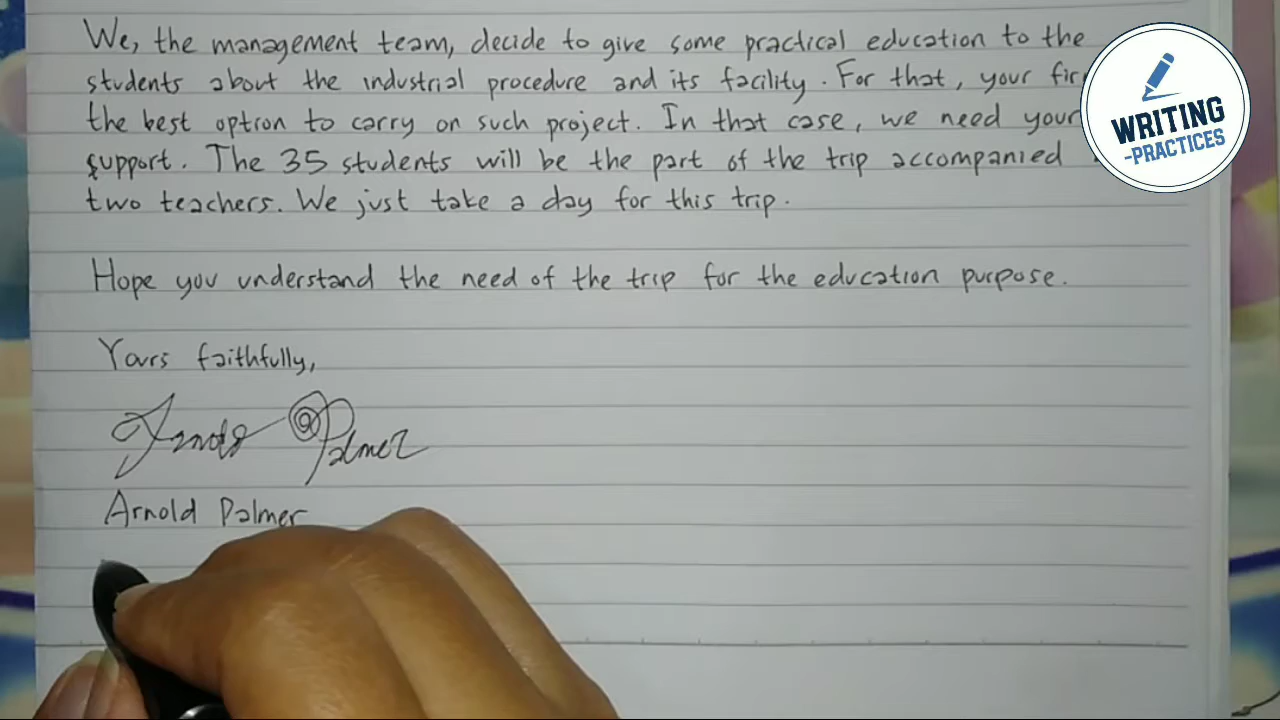 We, the management team, decide to give some practical education to the
students about the industrial procedure and its facility. For that, your
the best option to carry on such project. In that case, we need your
support. The 35 students will be the part of the trip accompanied
two teachers. We just take a day for this trip.
Hope you understand the need of the trip for the education purpose.
Yours faithfully,
Arnold Palmer
Arnold Palmer
WRITING
-PRACTICES